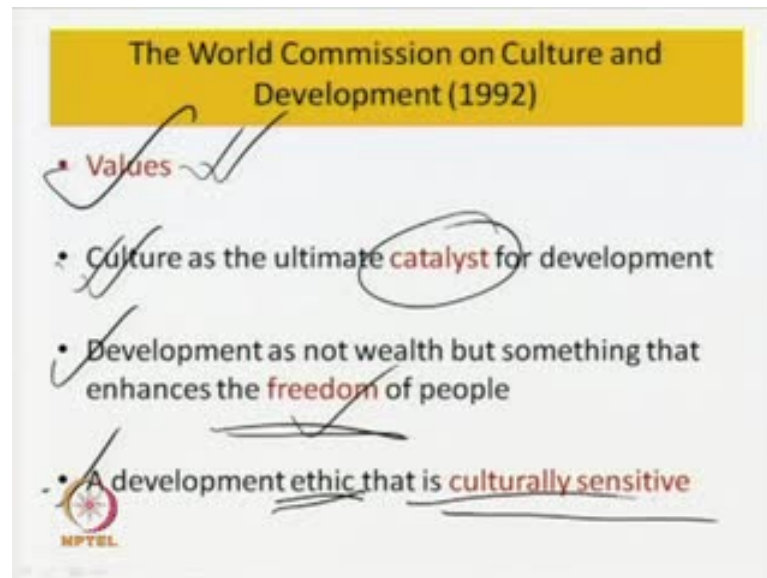 The World Commission on Culture and
Development (1992)
• Values
• Culture as the ultimate catalyst for development
• Development as not wealth but something that
enhances the freedom of people
• A development ethic that is culturally sensitive
NPTEL